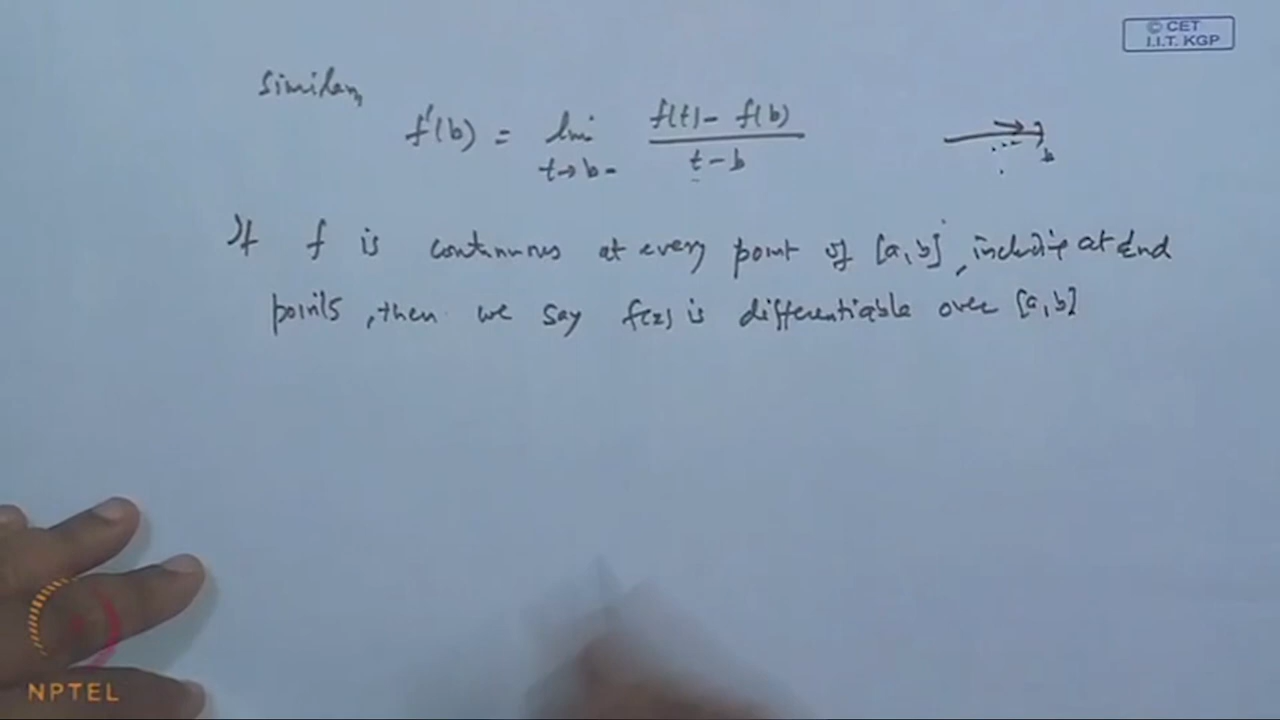 © CET
I.I.T. KGP
Similarly
f'(b) = lim t→b- f(t) - f(b) / t - b
b
If f is continuous at every point of [a,b], including at End
points, then we say f(x) is differentiable over [a,b]
NPTEL